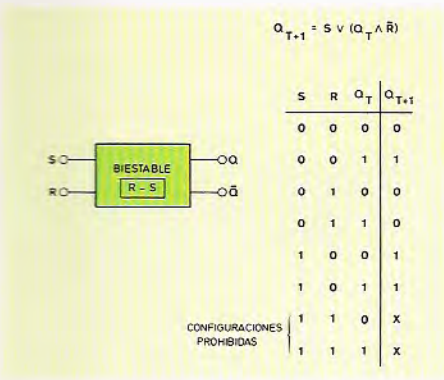 Q_{T+1} = S ∨ (Q_T ∧ R̄)
S R Q_T Q_{T+1}
0 0 0 0
0 0 1 1
0 1 0 0
0 1 1 0
1 0 0 1
1 0 1 1
1 1 0 X
1 1 1 X
CONFIGURACIONES
PROHIBIDAS
S
R
BIESTABLE
R - S
Q
Q̄